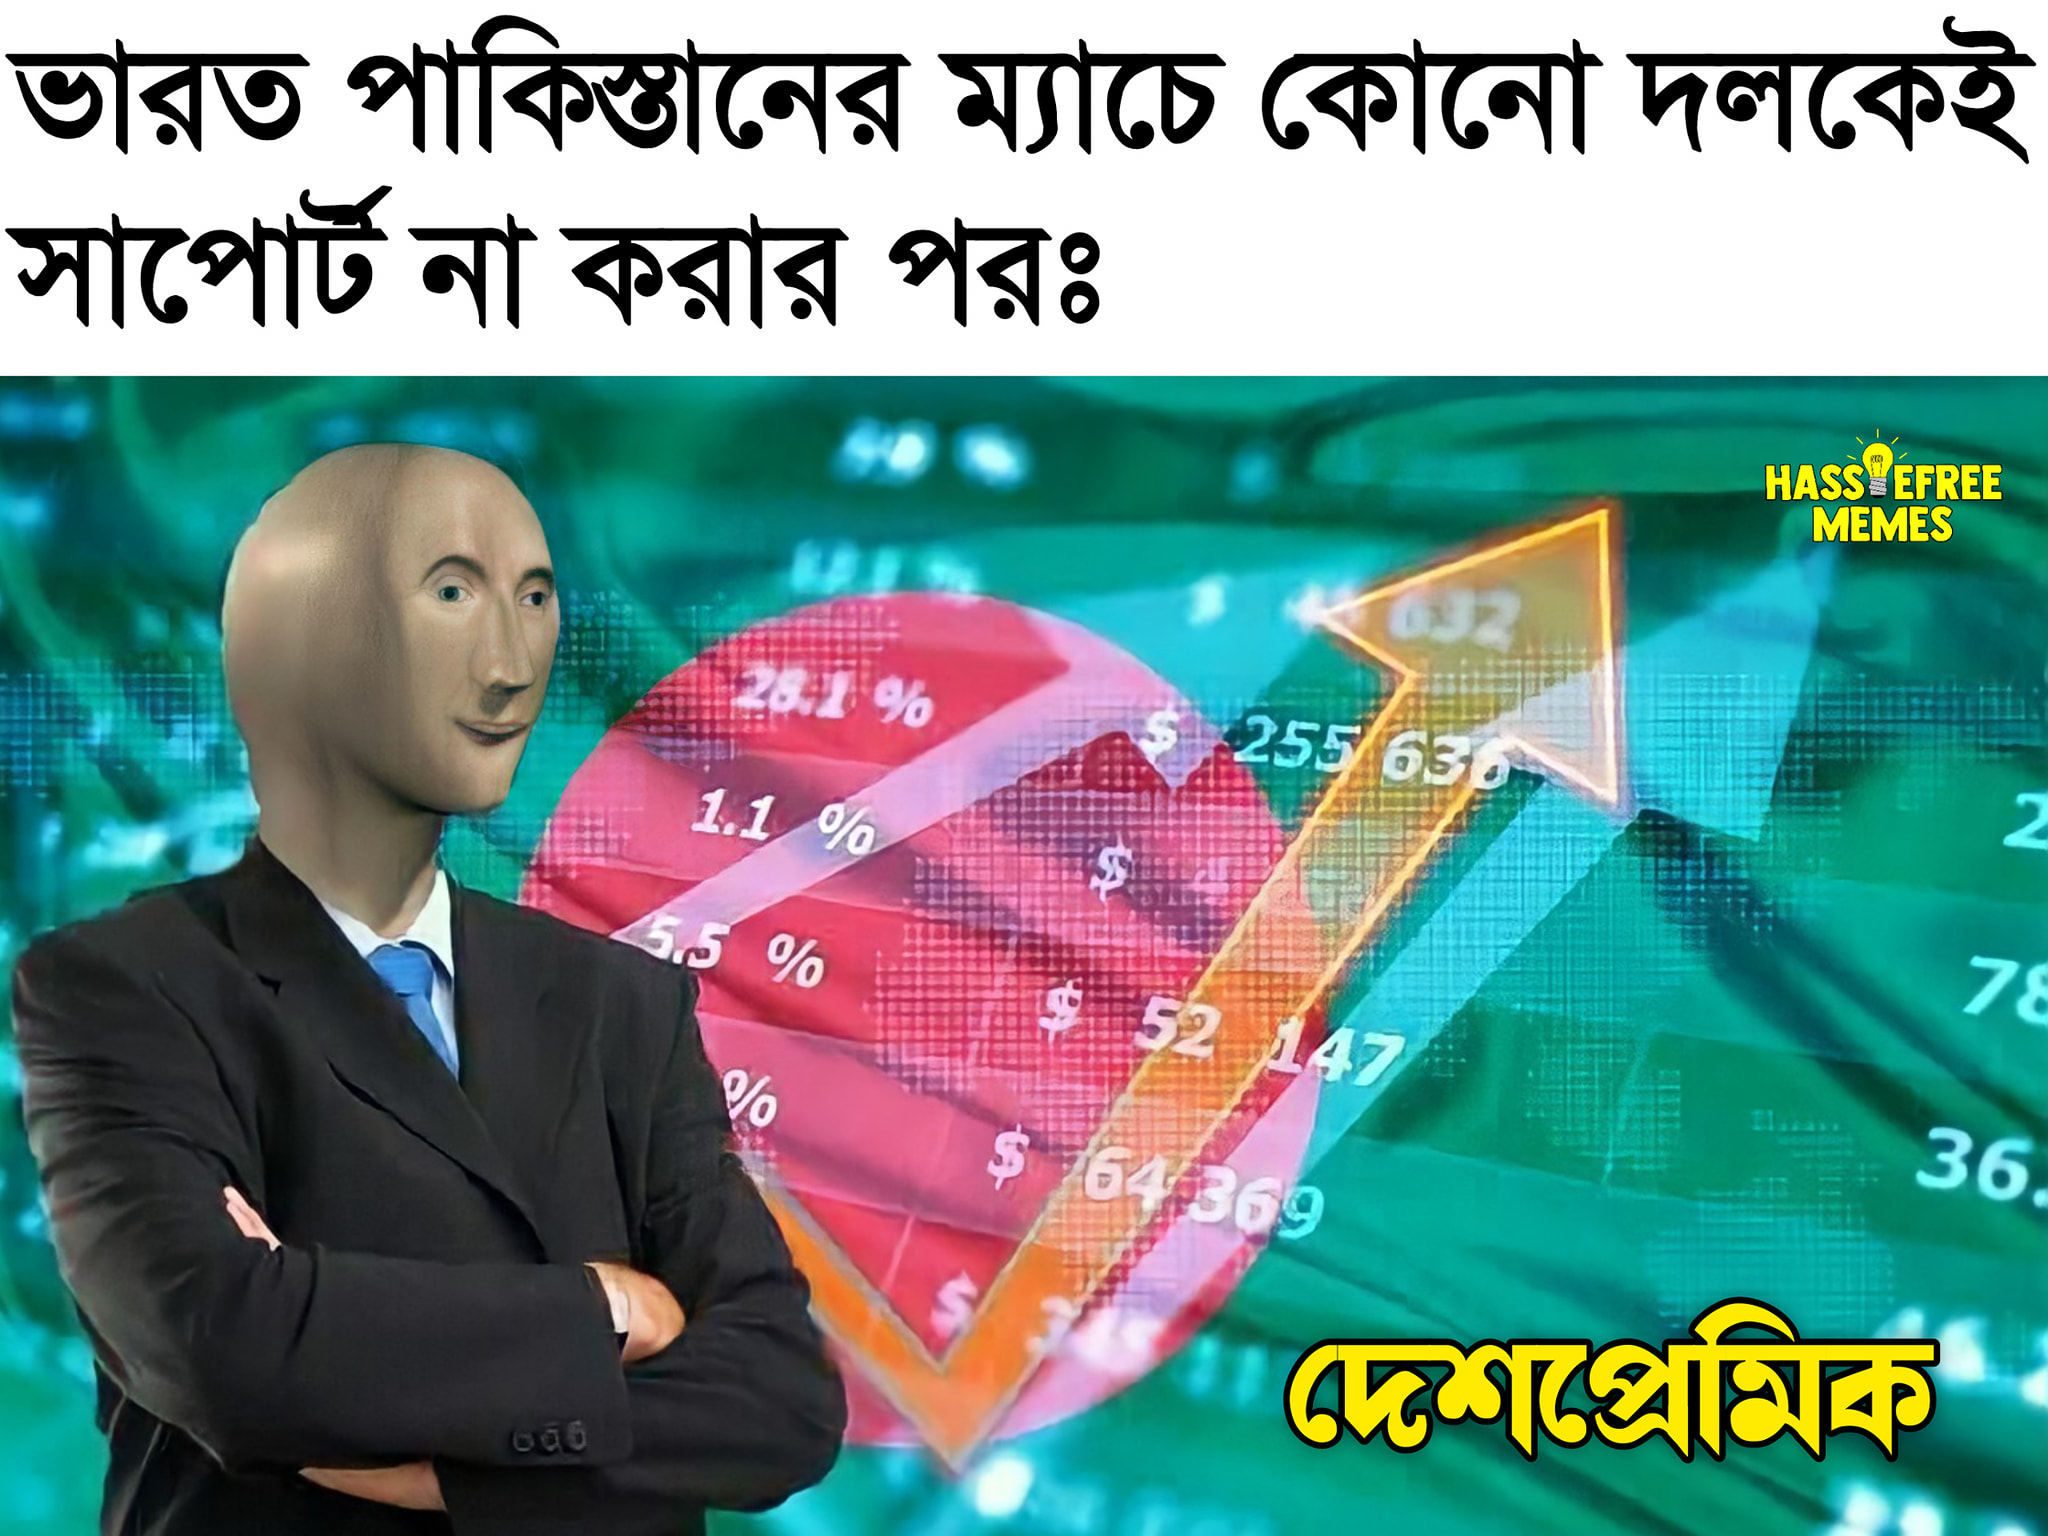 ভারত পাকিস্তানের ম্যাচে কোনো দলকেই
সাপোর্ট না করার পরঃ
HASSLEFREE
MEMES
632
28.1 %
$ 255 636
1.1 %
$
5.5 %
$ 52 147
%
$ 64 369
$
2
78
36.
দেশপ্রেমিক